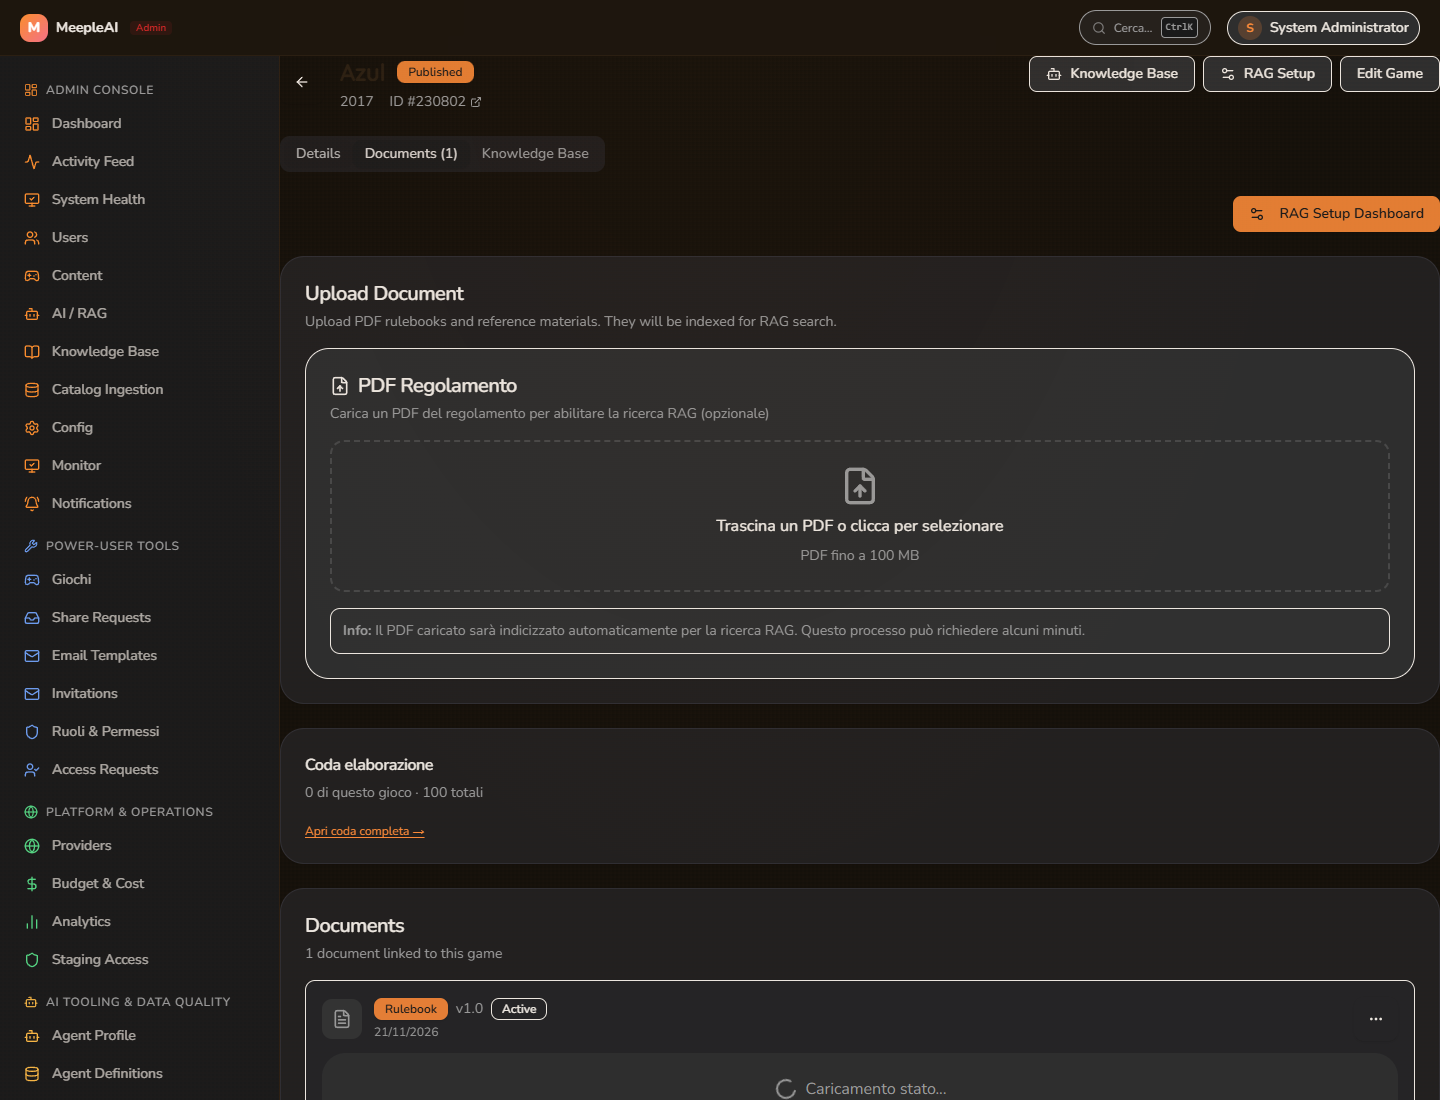 M MeepleAI Admin
Cerca... CtrlK
S System Administrator
ADMIN CONSOLE
Dashboard
Activity Feed
System Health
Users
Content
AI / RAG
Knowledge Base
Catalog Ingestion
Config
Monitor
Notifications
POWER-USER TOOLS
Giochi
Share Requests
Email Templates
Invitations
Ruoli & Permessi
Access Requests
PLATFORM & OPERATIONS
Providers
Budget & Cost
Analytics
Staging Access
AI TOOLING & DATA QUALITY
Agent Profile
Agent Definitions
Azul Published
2017 ID #230802
Knowledge Base
RAG Setup
Edit Game
Details Documents (1) Knowledge Base
RAG Setup Dashboard
Upload Document
Upload PDF rulebooks and reference materials. They will be indexed for RAG search.
PDF Regolamento
Carica un PDF del regolamento per abilitare la ricerca RAG (opzionale)
Trascina un PDF o clicca per selezionare
PDF fino a 100 MB
Info: Il PDF caricato sarà indicizzato automaticamente per la ricerca RAG. Questo processo può richiedere alcuni minuti.
Coda elaborazione
0 di questo gioco · 100 totali
Apri coda completa →
Documents
1 document linked to this game
Rulebook v1.0 Active
21/11/2026
Caricamento stato...